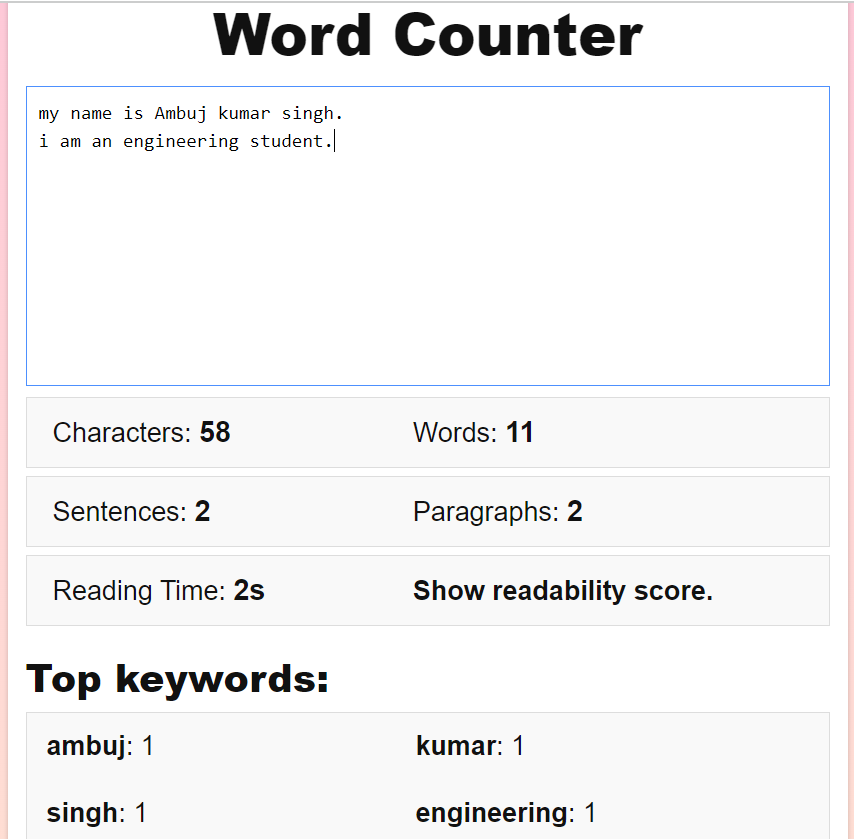 Word Counter
my name is Ambuj kumar singh.
i am an engineering student.
Characters: 58 Words: 11
Sentences: 2 Paragraphs: 2
Reading Time: 2s Show readability score.
Top keywords:
ambuj: 1 kumar: 1
singh: 1 engineering: 1